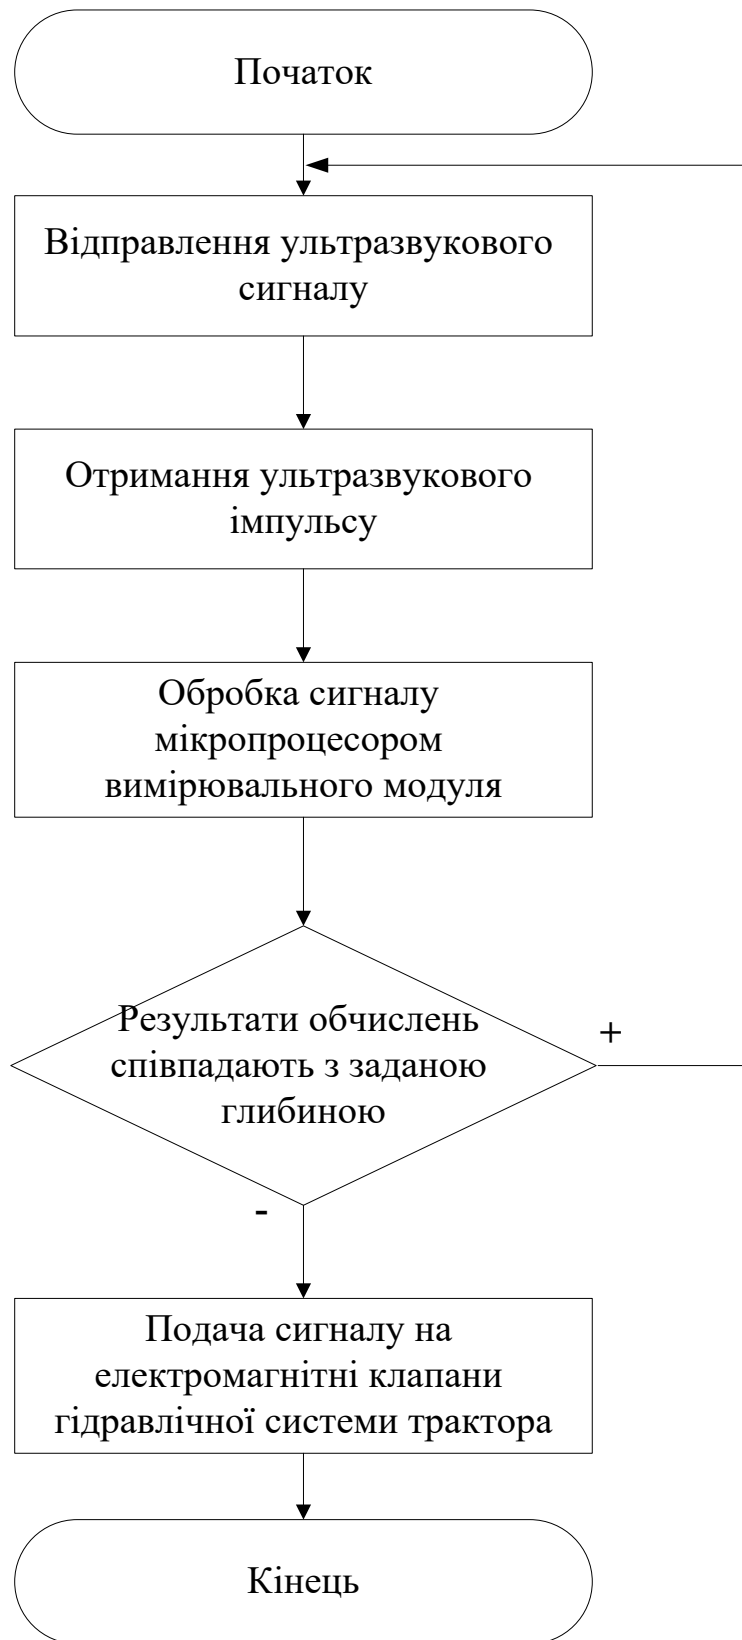 Початок
Відправлення ультразвукового
сигналу
Отримання ультразвукового
імпульсу
Обробка сигналу
мікропроцесором
вимірювального модуля
Результати обчислень
співпадають з заданою
глибиною
+
-
Подача сигналу на
електромагнітні клапани
гідравлічної системи трактора
Кінець